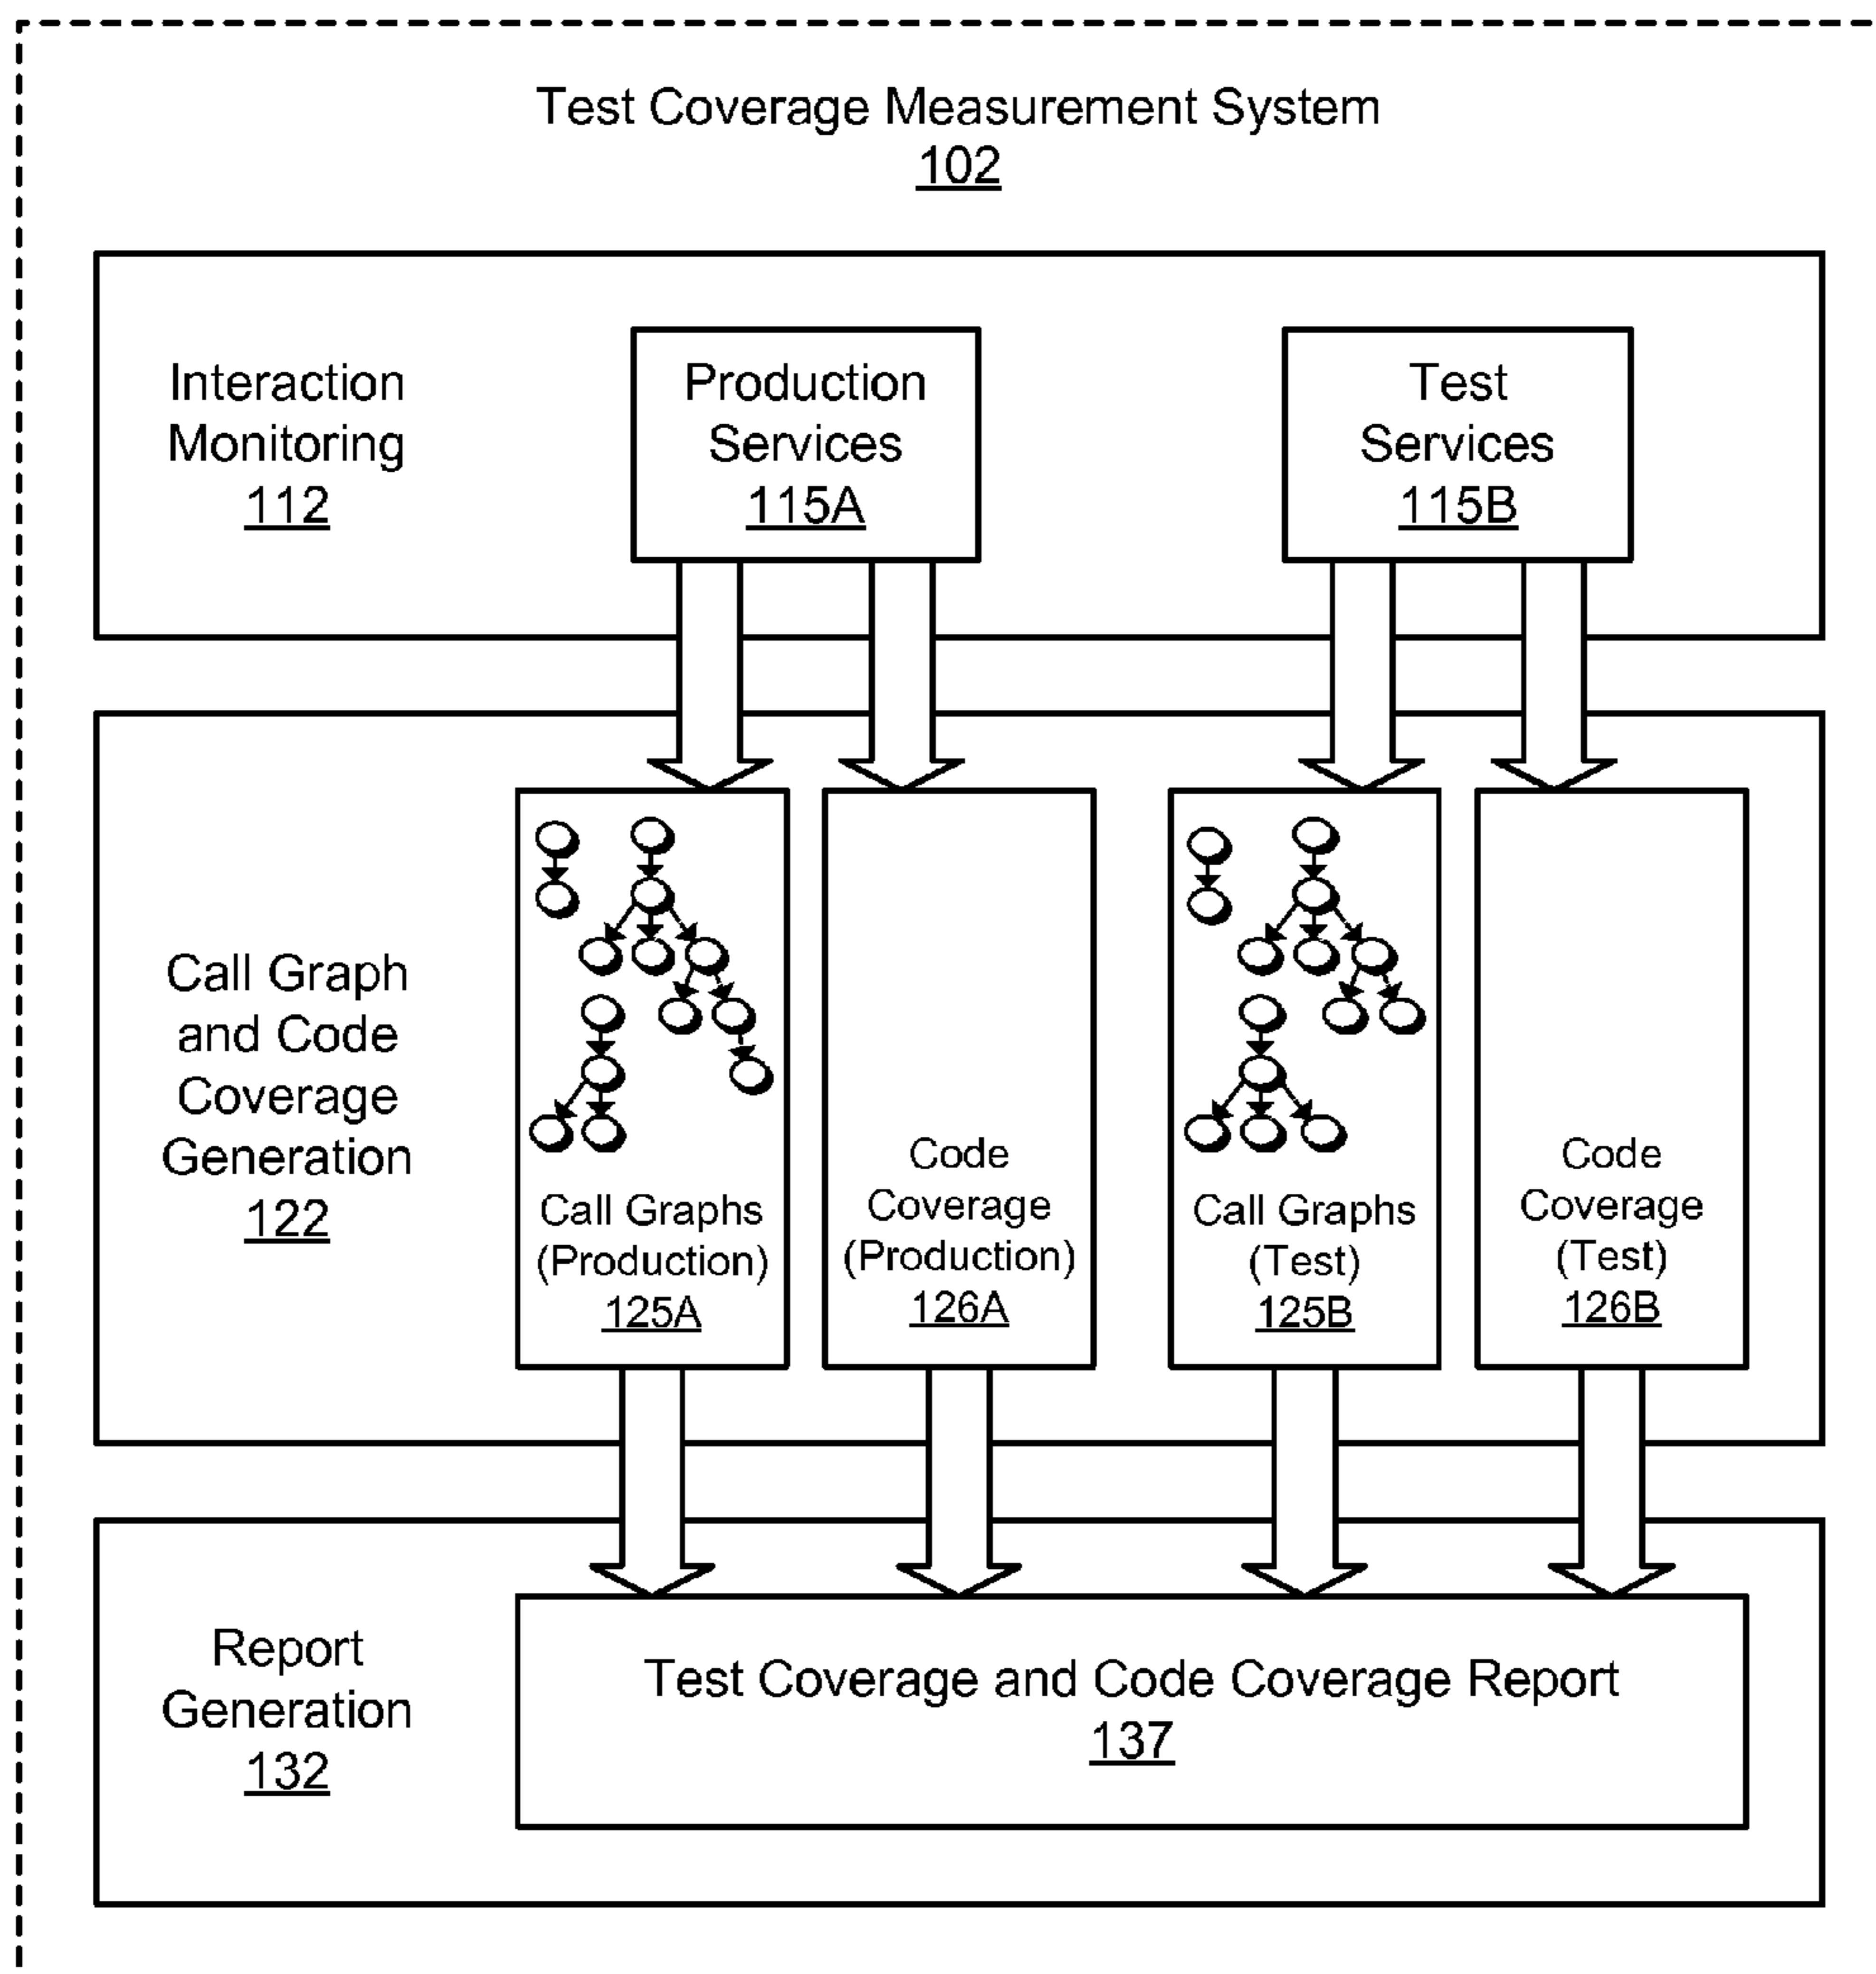 Test Coverage Measurement System
102
Interaction
Monitoring
112
Production
Services
115A
Test
Services
115B
Call Graph
and Code
Coverage
Generation
122
Call Graphs
(Production)
125A
Code
Coverage
(Production)
126A
Call Graphs
(Test)
125B
Code
Coverage
(Test)
126B
Report
Generation
132
Test Coverage and Code Coverage Report
137